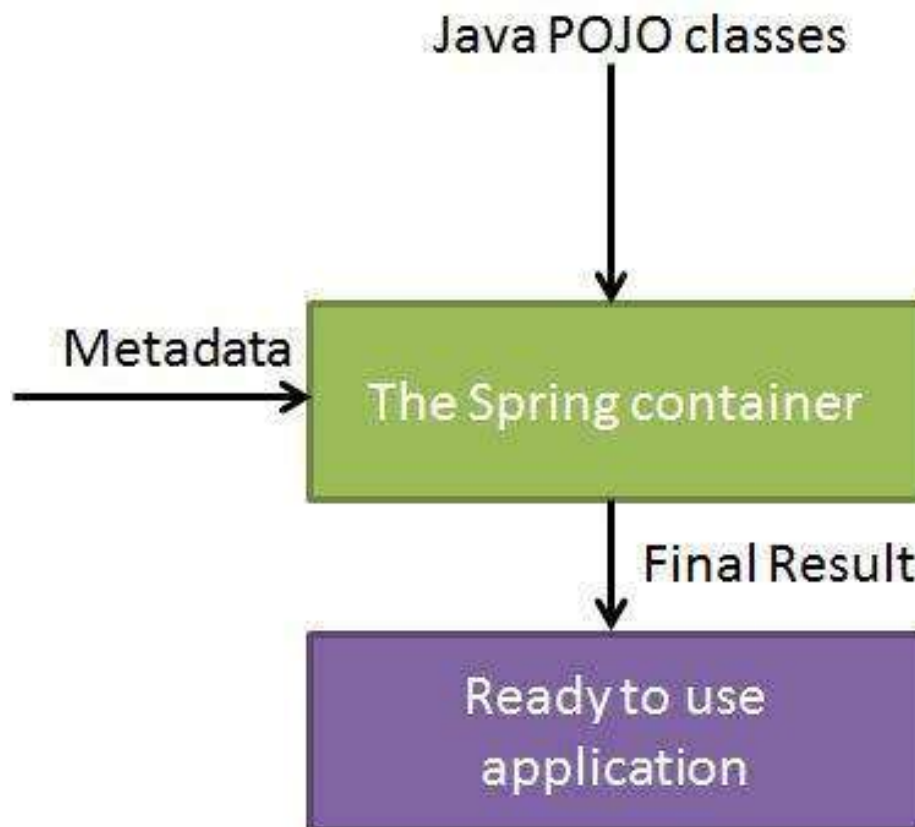 Java POJO classes
Metadata
The Spring container
Final Result
Ready to use
application